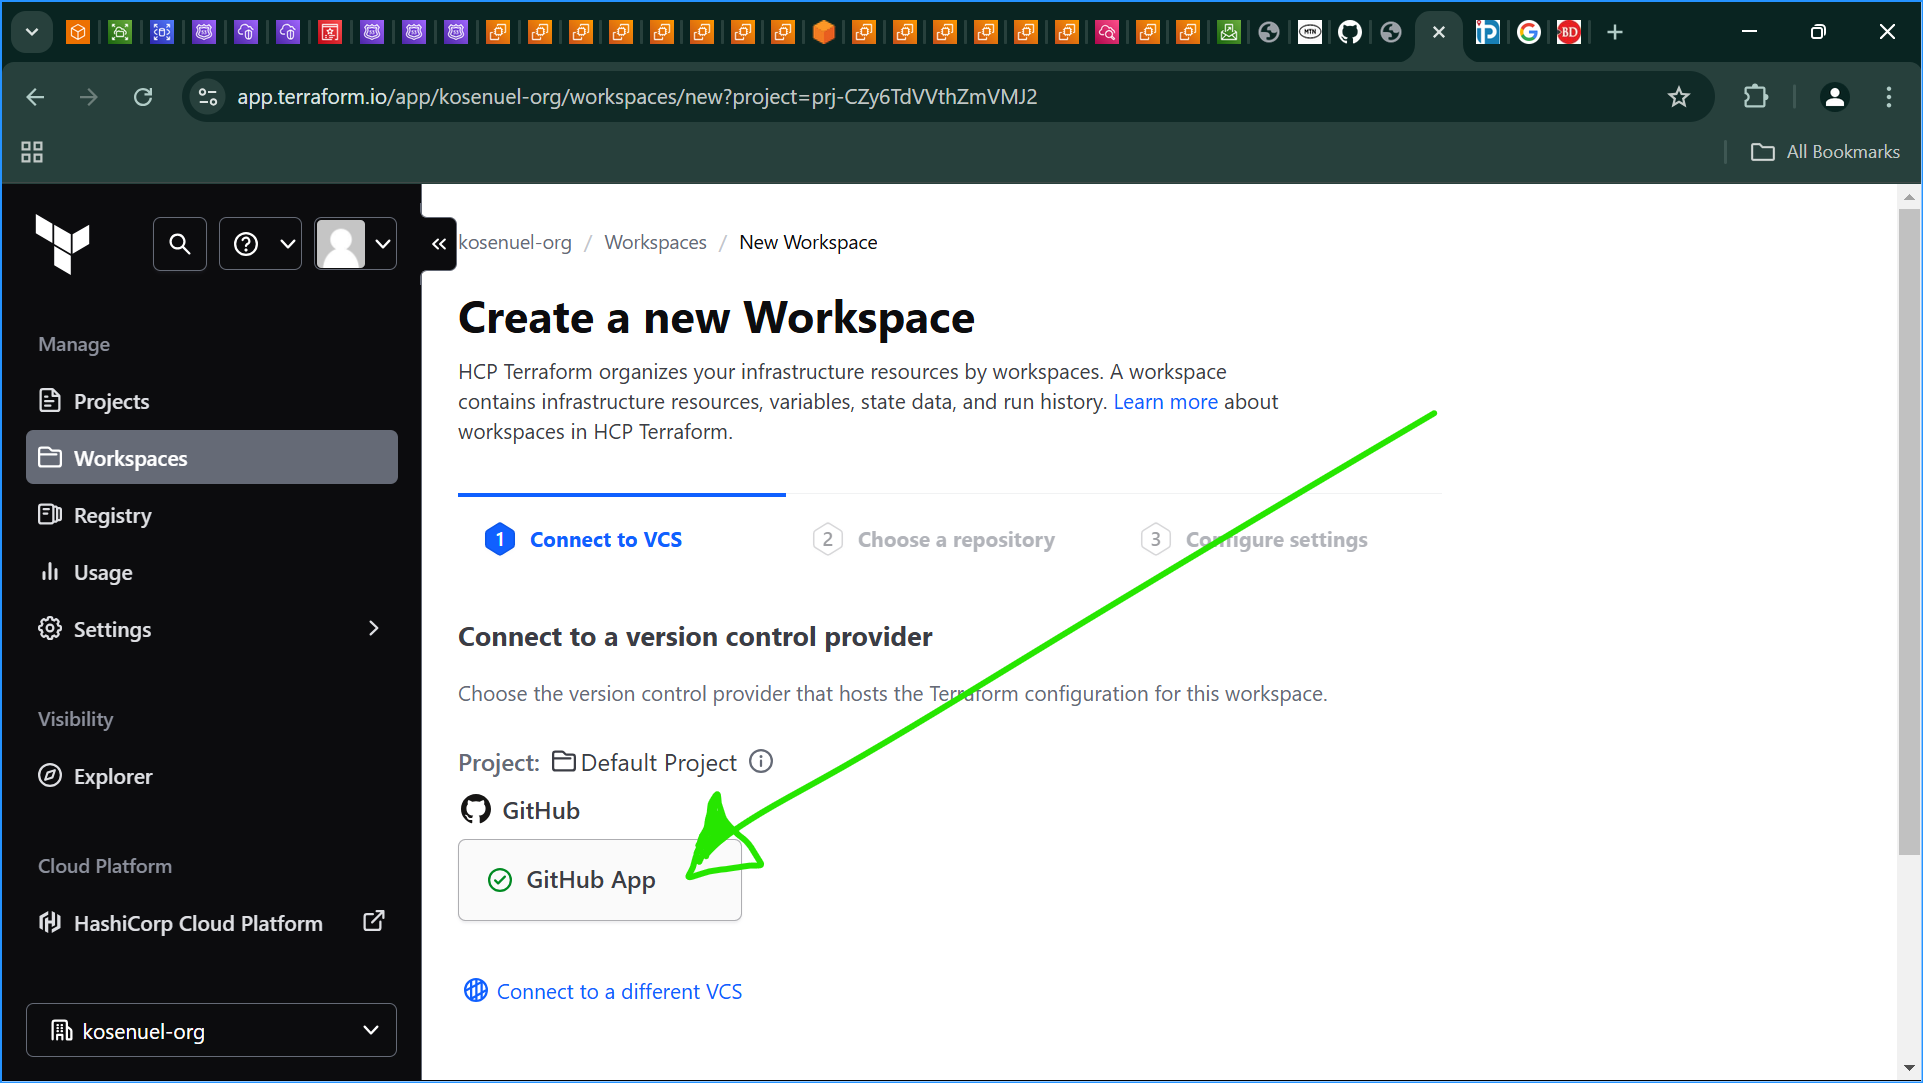 MTN
BD
app.terraform.io/app/kosenuel-org/workspaces/new?project=prj-CZy6TdVVthZmVMJ2
All Bookmarks
kosenuel-org / Workspaces / New Workspace
Create a new Workspace
HCP Terraform organizes your infrastructure resources by workspaces. A workspace
contains infrastructure resources, variables, state data, and run history. Learn more about
workspaces in HCP Terraform.
1 Connect to VCS
2 Choose a repository
3 Configure settings
Connect to a version control provider
Choose the version control provider that hosts the Terraform configuration for this workspace.
Project: Default Project
GitHub
GitHub App
Connect to a different VCS
Manage
Projects
Workspaces
Registry
Usage
Settings
Visibility
Explorer
Cloud Platform
HashiCorp Cloud Platform
kosenuel-org